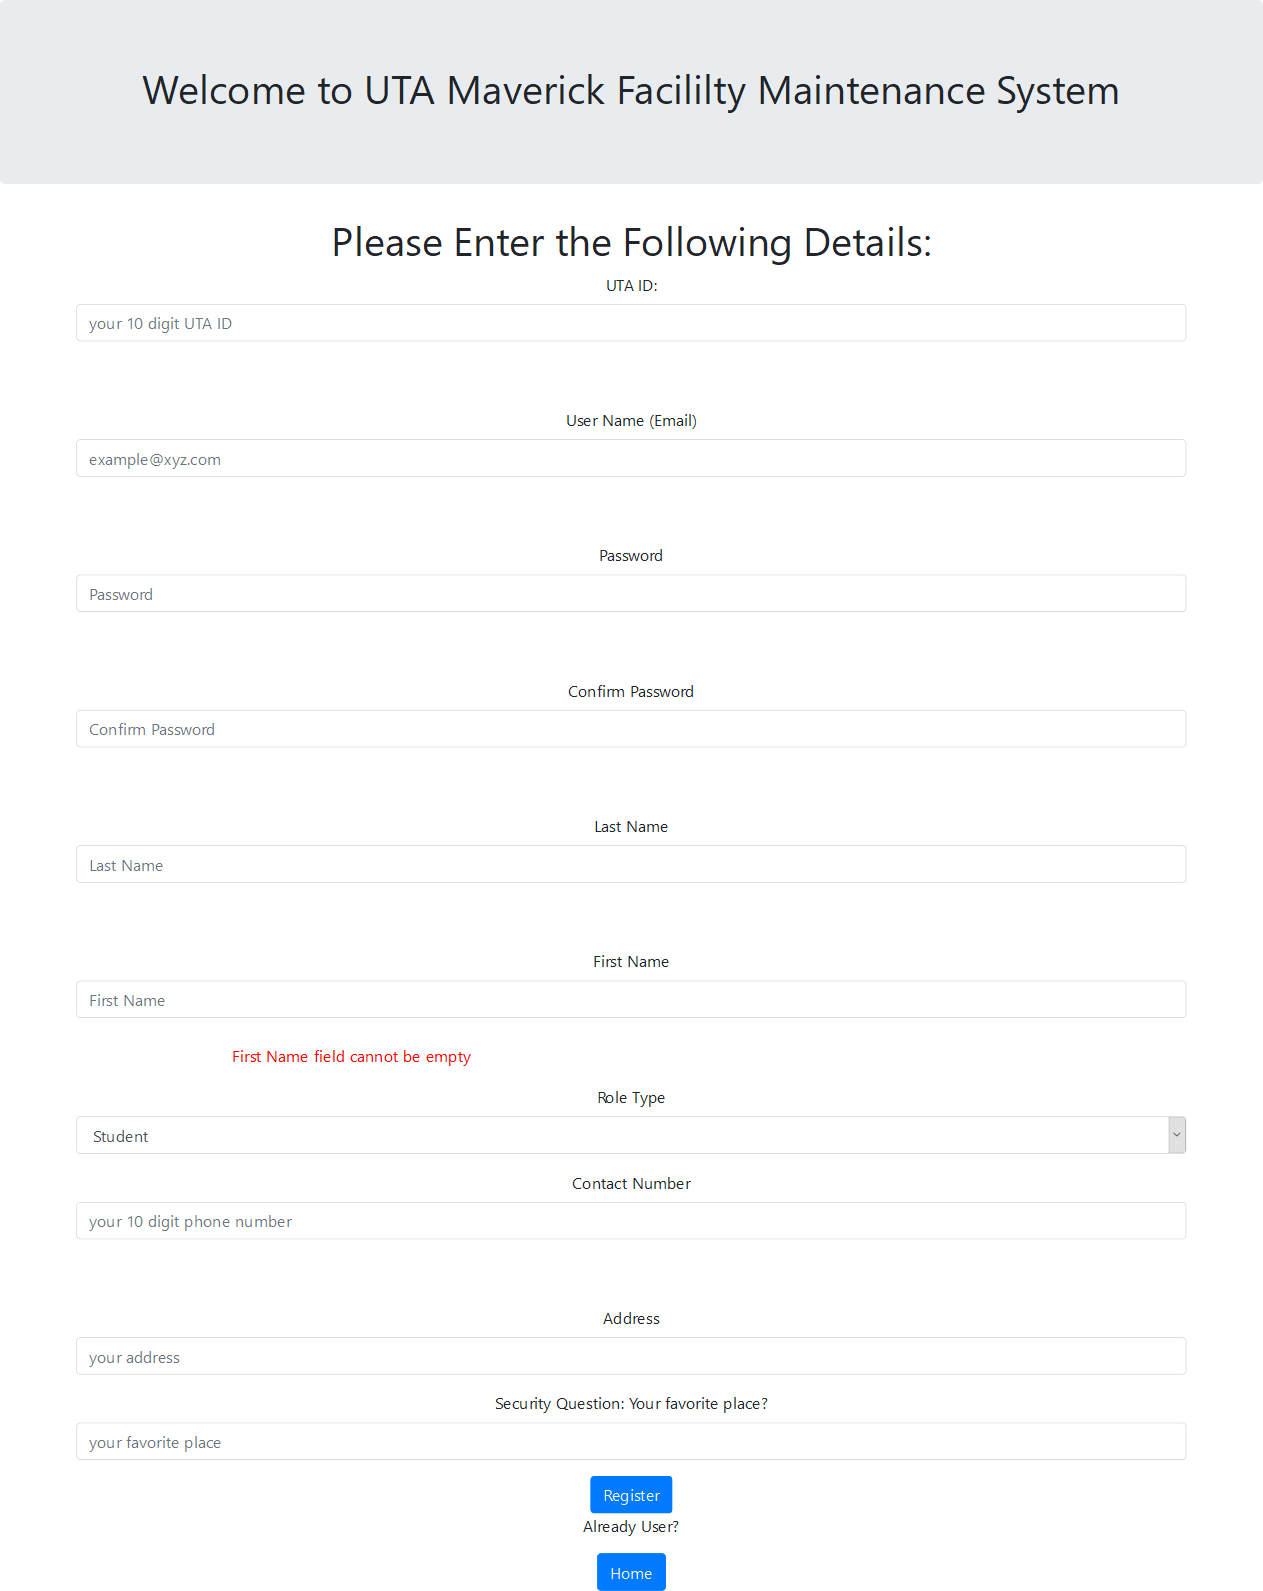 Welcome to UTA Maverick Facililty Maintenance System
Please Enter the Following Details:
UTA ID:
your 10 digit UTA ID
User Name (Email)
example@xyz.com
Password
Password
Confirm Password
Confirm Password
Last Name
Last Name
First Name
First Name
First Name field cannot be empty
Role Type
Student
Contact Number
your 10 digit phone number
Address
your address
Security Question: Your favorite place?
your favorite place
Register
Already User?
Home